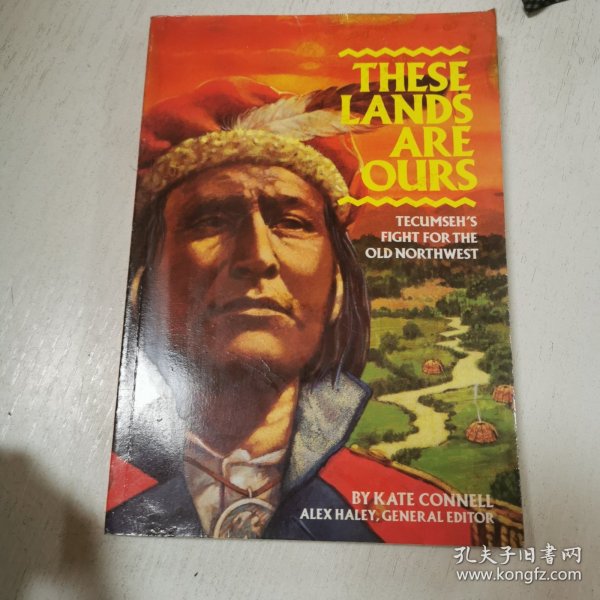 THESE
LANDS
ARE
OURS
TECUMSEH'S
FIGHT FOR THE
OLD NORTHWEST
BY KATE CONNELL
ALEX HALEY, GENERAL EDITOR
孔夫子旧书网
www.kongfz.com